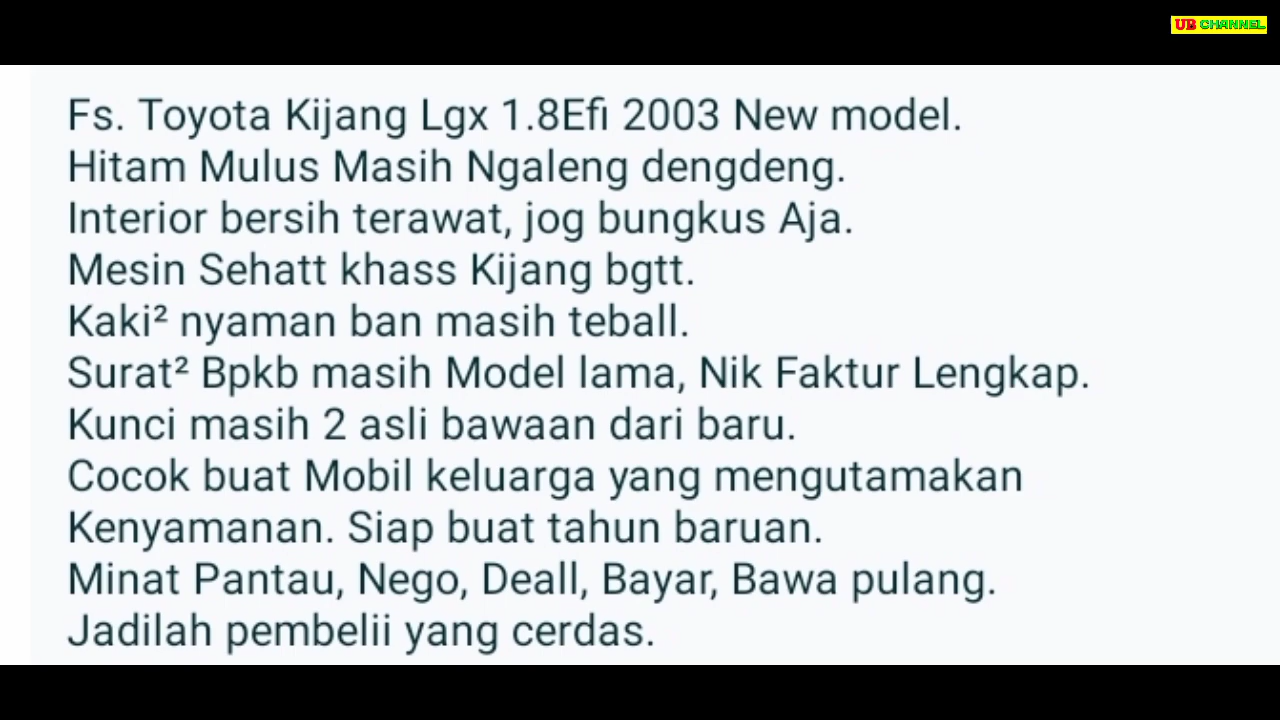 UB CHANNEL
Fs. Toyota Kijang Lgx 1.8Efi 2003 New model.
Hitam Mulus Masih Ngaleng dengdeng.
Interior bersih terawat, jog bungkus Aja.
Mesin Sehatt khass Kijang bgtt.
Kaki² nyaman ban masih teball.
Surat² Bpkb masih Model lama, Nik Faktur Lengkap.
Kunci masih 2 asli bawaan dari baru.
Cocok buat Mobil keluarga yang mengutamakan
Kenyamanan. Siap buat tahun baruan.
Minat Pantau, Nego, Deall, Bayar, Bawa pulang.
Jadilah pembelii yang cerdas.